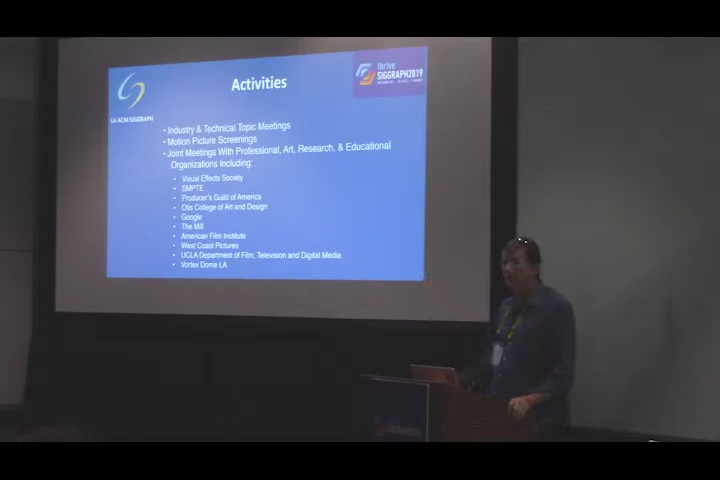 Activities
LA ACM SIGGRAPH
thrive
SIGGRAPH2019
• Industry & Technical Topic Meetings
• Motion Picture Screenings
• Joint Meetings With Professional, Art, Research, & Educational
Organizations Including:
• Visual Effects Society
• SMPTE
• Producer's Guild of America
• Otis College of Art and Design
• Google
• The Mill
• American Film Institute
• West Coast Pictures
• UCLA Department of Film, Television and Digital Media
• Vortex Dome LA